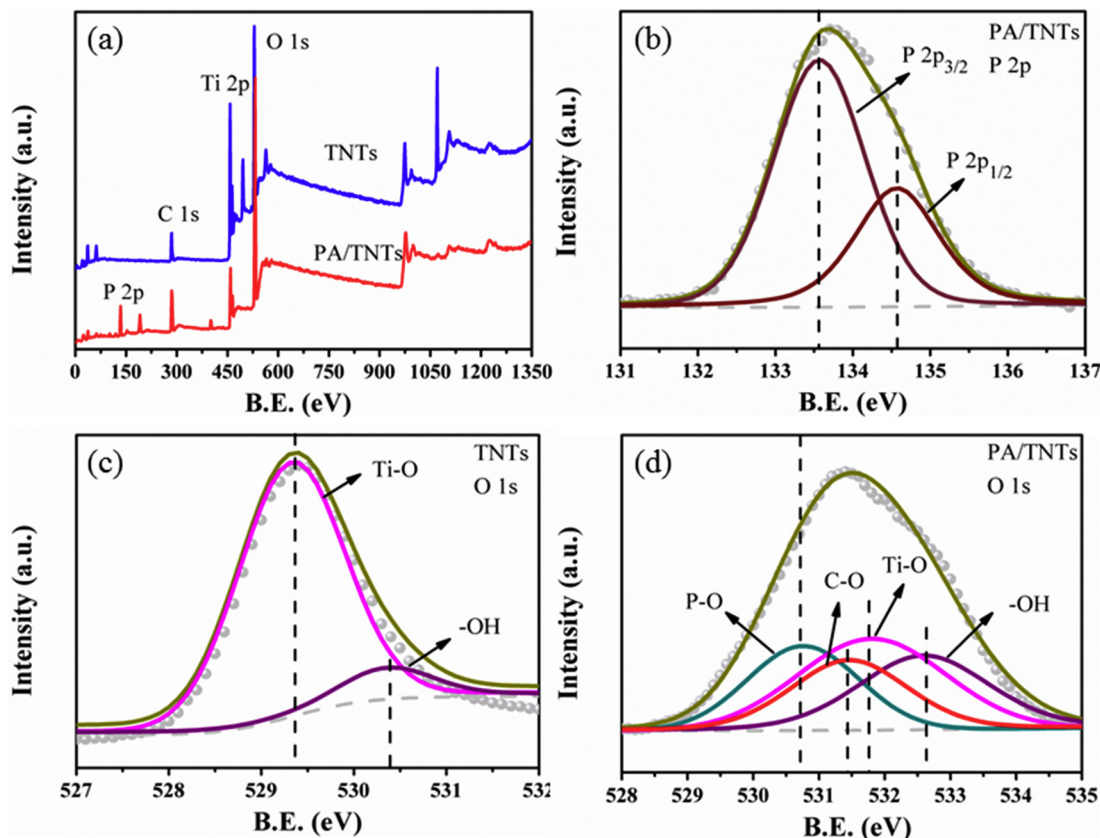 (a)
O 1s
Ti 2p
TNTs
C 1s
PA/TNTs
P 2p
Intensity (a.u.)
0 150 300 450 600 750 900 1050 1200 1350
B.E. (eV)
(b)
PA/TNTs
P 2p
P 2p3/2
P 2p1/2
Intensity (a.u.)
131 132 133 134 135 136 137
B.E. (eV)
(c)
TNTs
O 1s
Ti-O
-OH
Intensity (a.u.)
527 528 529 530 531 532
B.E. (eV)
(d)
PA/TNTs
O 1s
P-O
C-O
Ti-O
-OH
Intensity (a.u.)
528 529 530 531 532 533 534 535
B.E. (eV)